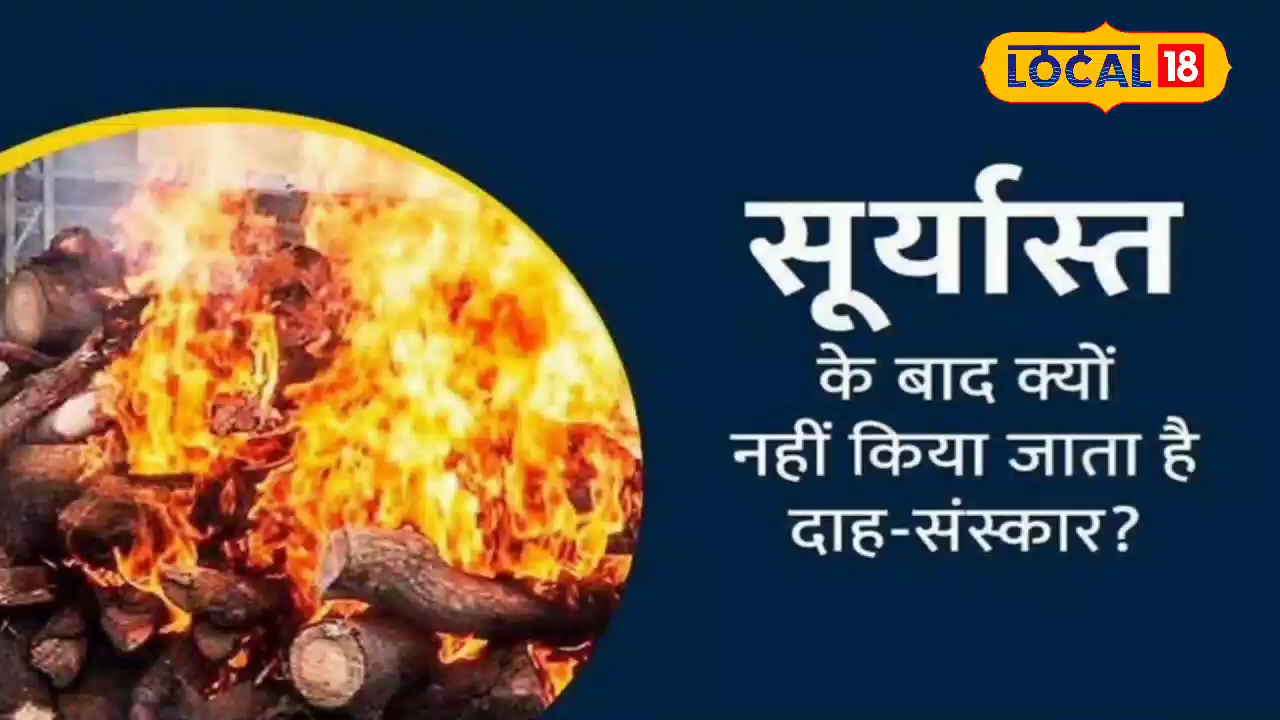 LOCAL 18
सूर्यास्त
के बाद क्यों
नहीं किया जाता है
दाह-संस्कार?